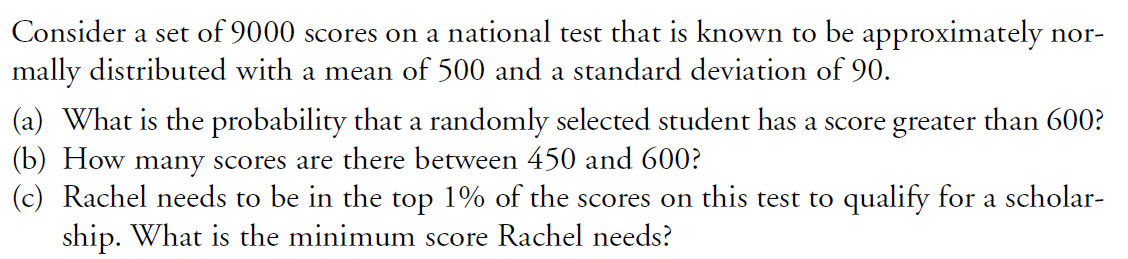 Consider a set of 9000 scores on a national test that is known to be approximately nor-
mally distributed with a mean of 500 and a standard deviation of 90.
(a) What is the probability that a randomly selected student has a score greater than 600?
(b) How many scores are there between 450 and 600?
(c) Rachel needs to be in the top 1% of the scores on this test to qualify for a scholar-
ship. What is the minimum score Rachel needs?